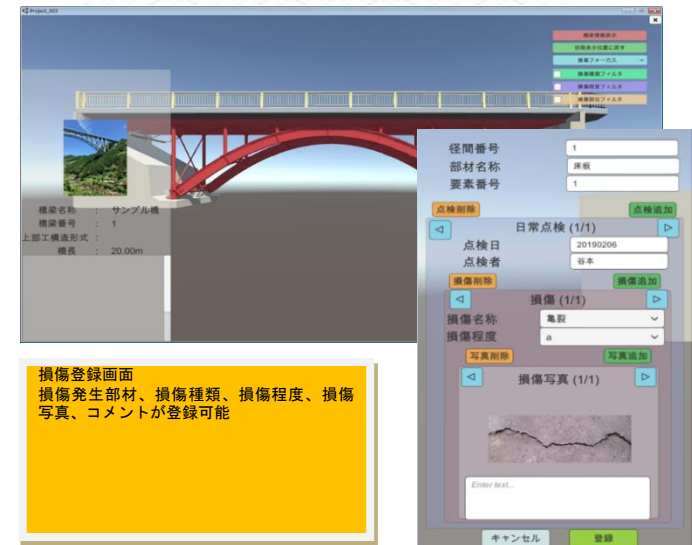 Project_003
橋梁情報表示
初期表示位置に戻す
損傷フォーカス
損傷種類フィルタ
損傷程度フィルタ
損傷部位フィルタ
橋梁名称 : サンプル橋
橋梁番号 : 1
上部工構造形式 :
橋長 : 20.00m
径間番号 1
部材名称 床板
要素番号 1
点検削除 点検追加
日常点検 (1/1)
点検日 20190206
点検者 谷本
損傷削除 損傷追加
損傷 (1/1)
損傷名称 亀裂
損傷程度 a
写真削除 写真追加
損傷写真 (1/1)
Enter text...
キャンセル 登録
損傷登録画面
損傷発生部材、損傷種類、損傷程度、損傷
写真、コメントが登録可能